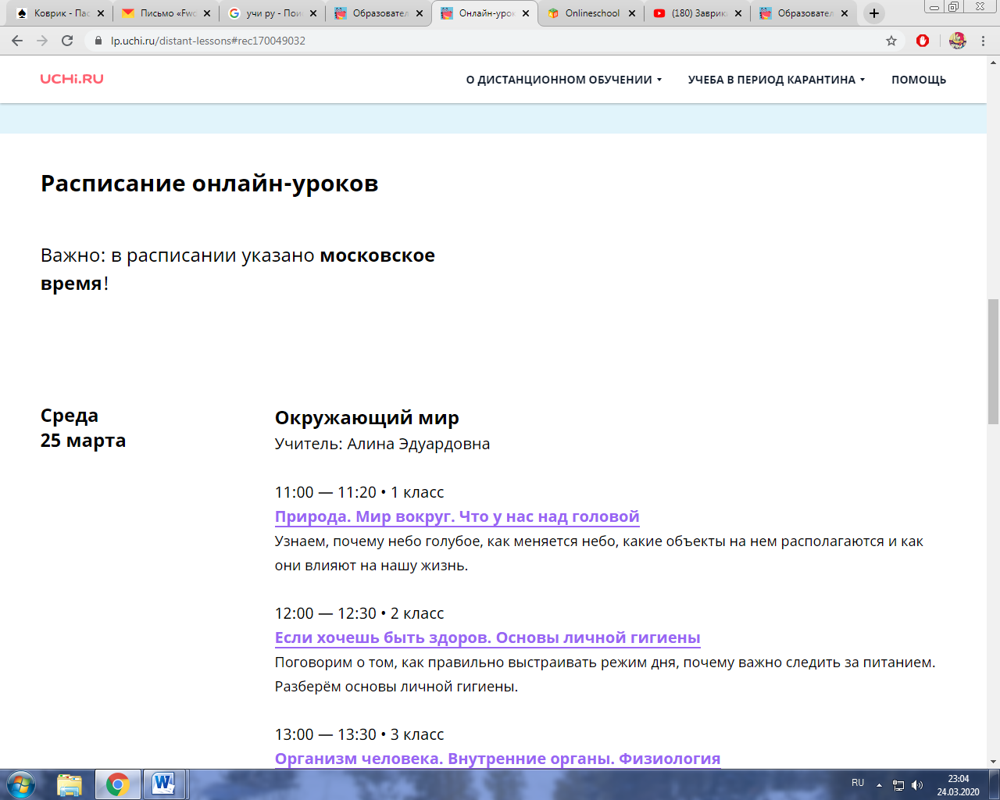 Коврик - Пас
Письмо «Fwd
учи ру - Пои
Образовател
Онлайн-урок
Onlineschool
(180) Заврик
Образовател
lp.uchi.ru/distant-lessons#rec170049032
UCHi.RU
О ДИСТАНЦИОННОМ ОБУЧЕНИИ
УЧЕБА В ПЕРИОД КАРАНТИНА
ПОМОЩЬ
Расписание онлайн-уроков
Важно: в расписании указано московское
время!
Среда
25 марта
Окружающий мир
Учитель: Алина Эдуардовна
11:00 — 11:20 • 1 класс
Природа. Мир вокруг. Что у нас над головой
Узнаем, почему небо голубое, как меняется небо, какие объекты на нем располагаются и как
они влияют на нашу жизнь.
12:00 — 12:30 • 2 класс
Если хочешь быть здоров. Основы личной гигиены
Поговорим о том, как правильно выстраивать режим дня, почему важно следить за питанием.
Разберём основы личной гигиены.
13:00 — 13:30 • 3 класс
Организм человека. Внутренние органы. Физиология
RU
23:04
24.03.2020